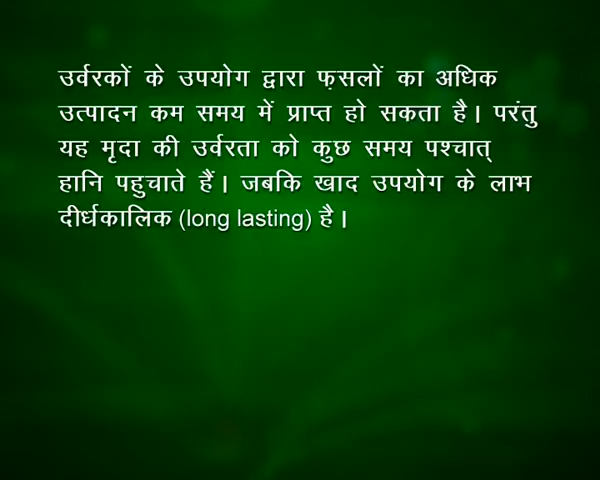 उर्वरकों के उपयोग द्वारा फ़सलों का अधिक
उत्पादन कम समय में प्राप्त हो सकता है। परंतु
यह मृदा की उर्वरता को कुछ समय पश्चात्
हानि पहुचाते हैं। जबकि खाद उपयोग के लाभ
दीर्धकालिक (long lasting) है।